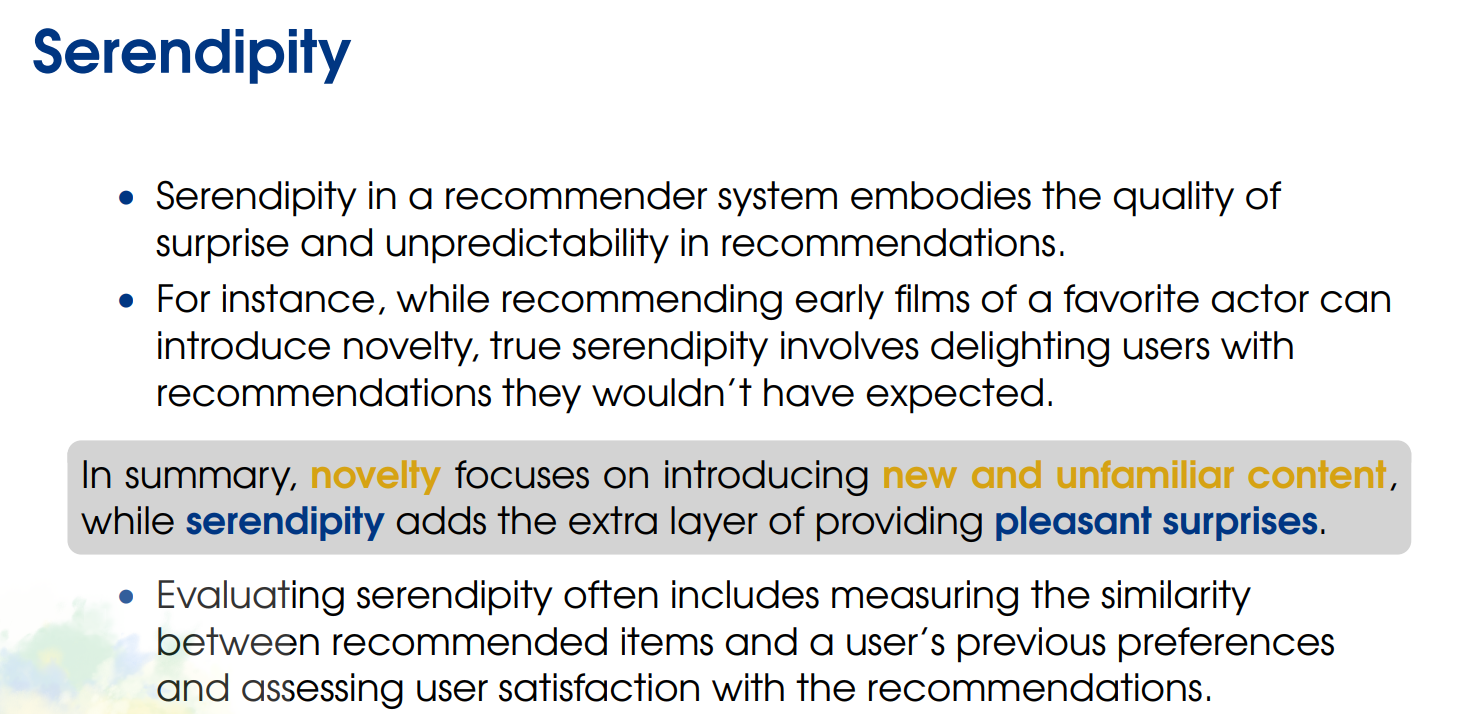 Serendipity
• Serendipity in a recommender system embodies the quality of
surprise and unpredictability in recommendations.
• For instance, while recommending early films of a favorite actor can
introduce novelty, true serendipity involves delighting users with
recommendations they wouldn't have expected.
In summary, novelty focuses on introducing new and unfamiliar content,
while serendipity adds the extra layer of providing pleasant surprises.
• Evaluating serendipity often includes measuring the similarity
between recommended items and a user's previous preferences
and assessing user satisfaction with the recommendations.